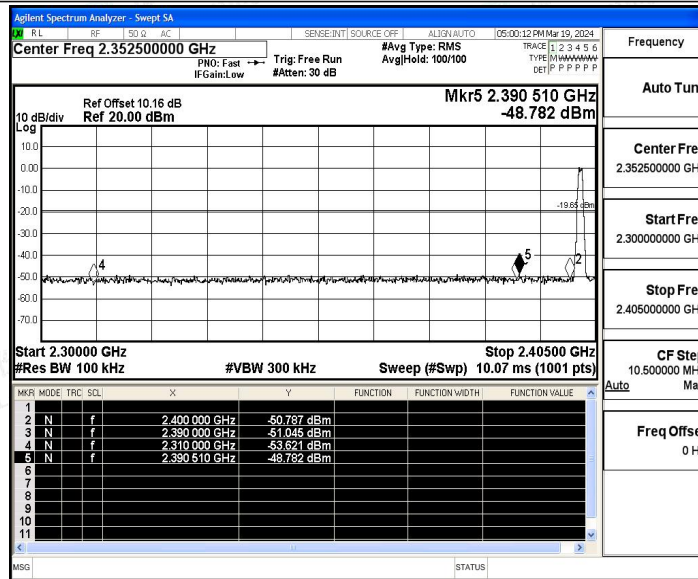 Agilent Spectrum Analyzer - Swept SA
RL RF 50 Ω AC SENSE:INT SOURCE OFF ALIGN AUTO 05:00:12 PM Mar 19, 2024
Center Freq 2.352500000 GHz
PNO: Fast
IFGain:Low
Trig: Free Run
#Atten: 30 dB
#Avg Type: RMS
Avg|Hold: 100/100
TRACE 1 2 3 4 5 6
TYPE M
DET P P P P P P
Ref Offset 10.16 dB
10 dB/div Ref 20.00 dBm
Log
Mkr5 2.390 510 GHz
-48.782 dBm
10.0
0.00
-10.0
-20.0
-30.0
-40.0
-50.0
-60.0
-70.0
-19.65 dBm
4
5
2
Start 2.30000 GHz Stop 2.40500 GHz
#Res BW 100 kHz #VBW 300 kHz Sweep (#Swp) 10.07 ms (1001 pts)
MKR MODE TRC SCL X Y FUNCTION FUNCTION WIDTH FUNCTION VALUE
1
2 N f 2.400 000 GHz -50.787 dBm
3 N f 2.390 000 GHz -51.045 dBm
4 N f 2.310 000 GHz -53.621 dBm
5 N f 2.390 510 GHz -48.782 dBm
6
7
8
9
10
11
MSG STATUS
Frequency
Auto Tun
Center Fre
2.352500000 GH
Start Fre
2.300000000 GH
Stop Fre
2.405000000 GH
CF Ste
10.500000 MH
Auto Ma
Freq Offse
0 H